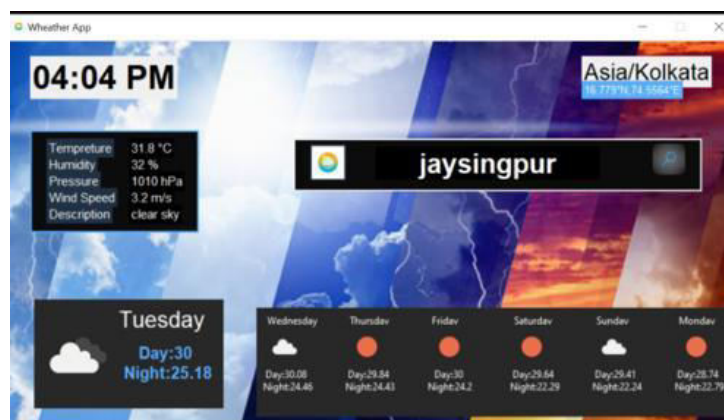 Wheather App
04:04 PM
Asia/Kolkata
16.779°N,74.5564°E
Tempreture 31.8 °C
Humidity 32 %
Pressure 1010 hPa
Wind Speed 3.2 m/s
Description clear sky
jaysingpur
Tuesday
Day:30
Night:25.18
Wednesday Thursday Friday Saturday Sunday Monday
Day:30.08 Day:29.84 Day:30 Day:29.64 Day:29.41 Day:28.74
Night:24.46 Night:24.43 Night:24.2 Night:22.29 Night:22.24 Night:22.79